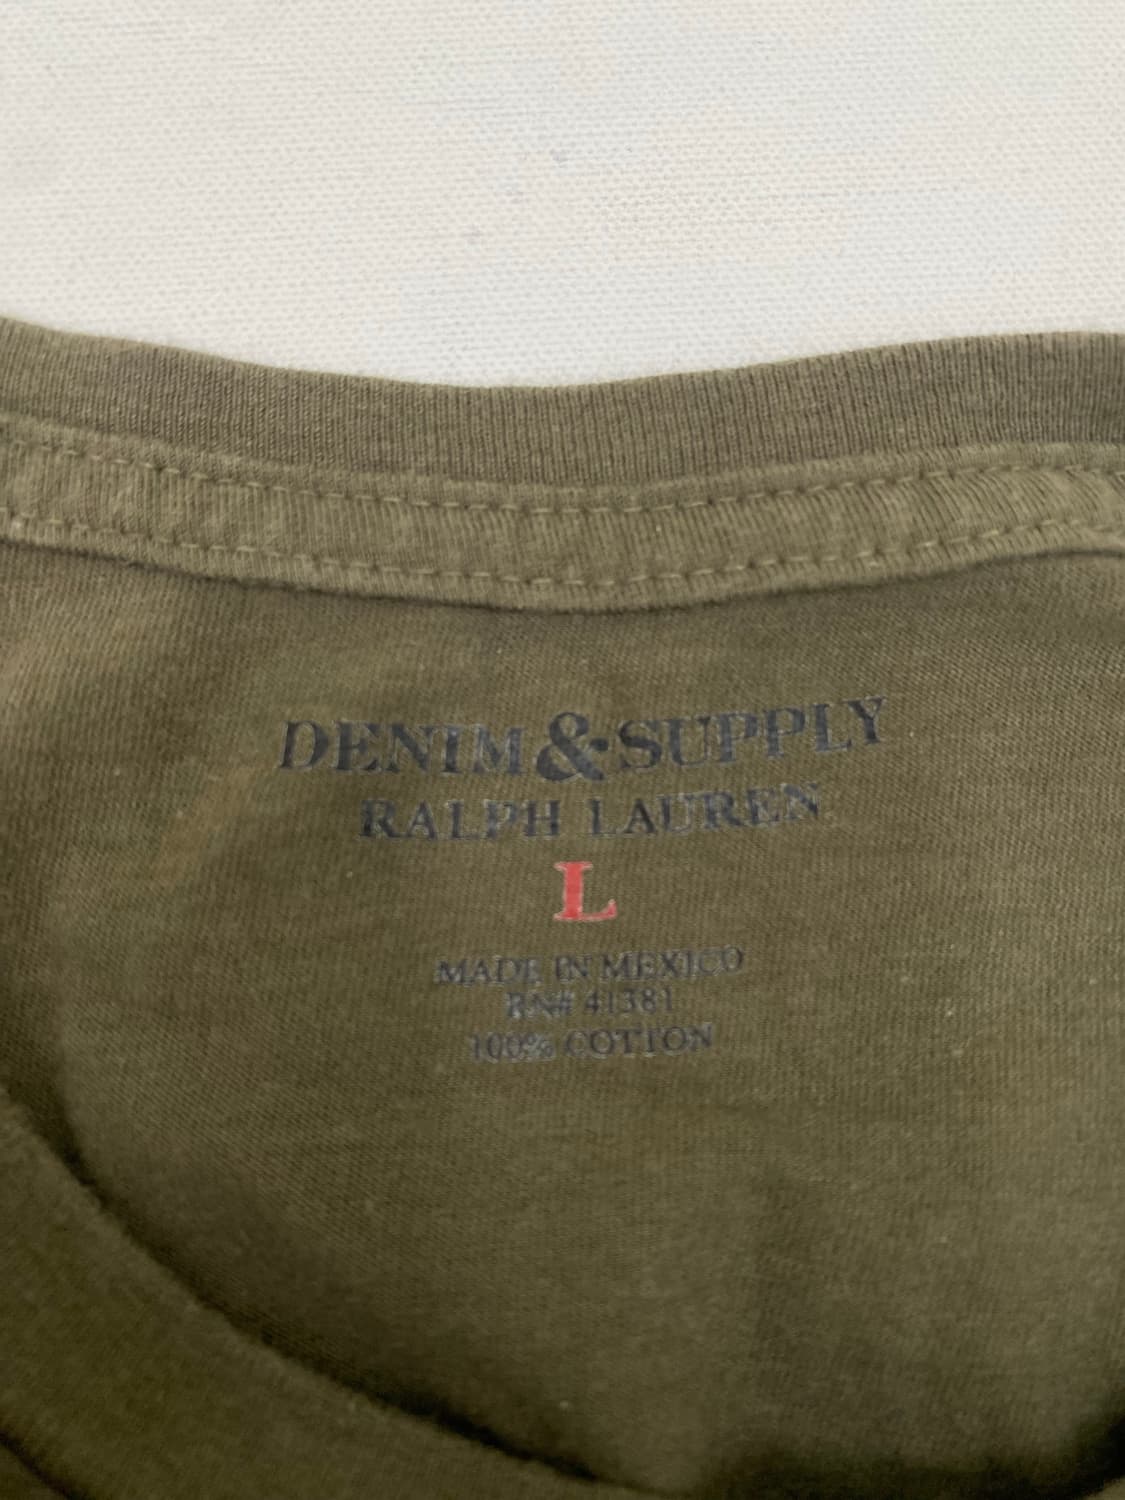 DENIM & SUPPLY
RALPH LAUREN
L
MADE IN MEXICO
RN# 41381
100% COTTON